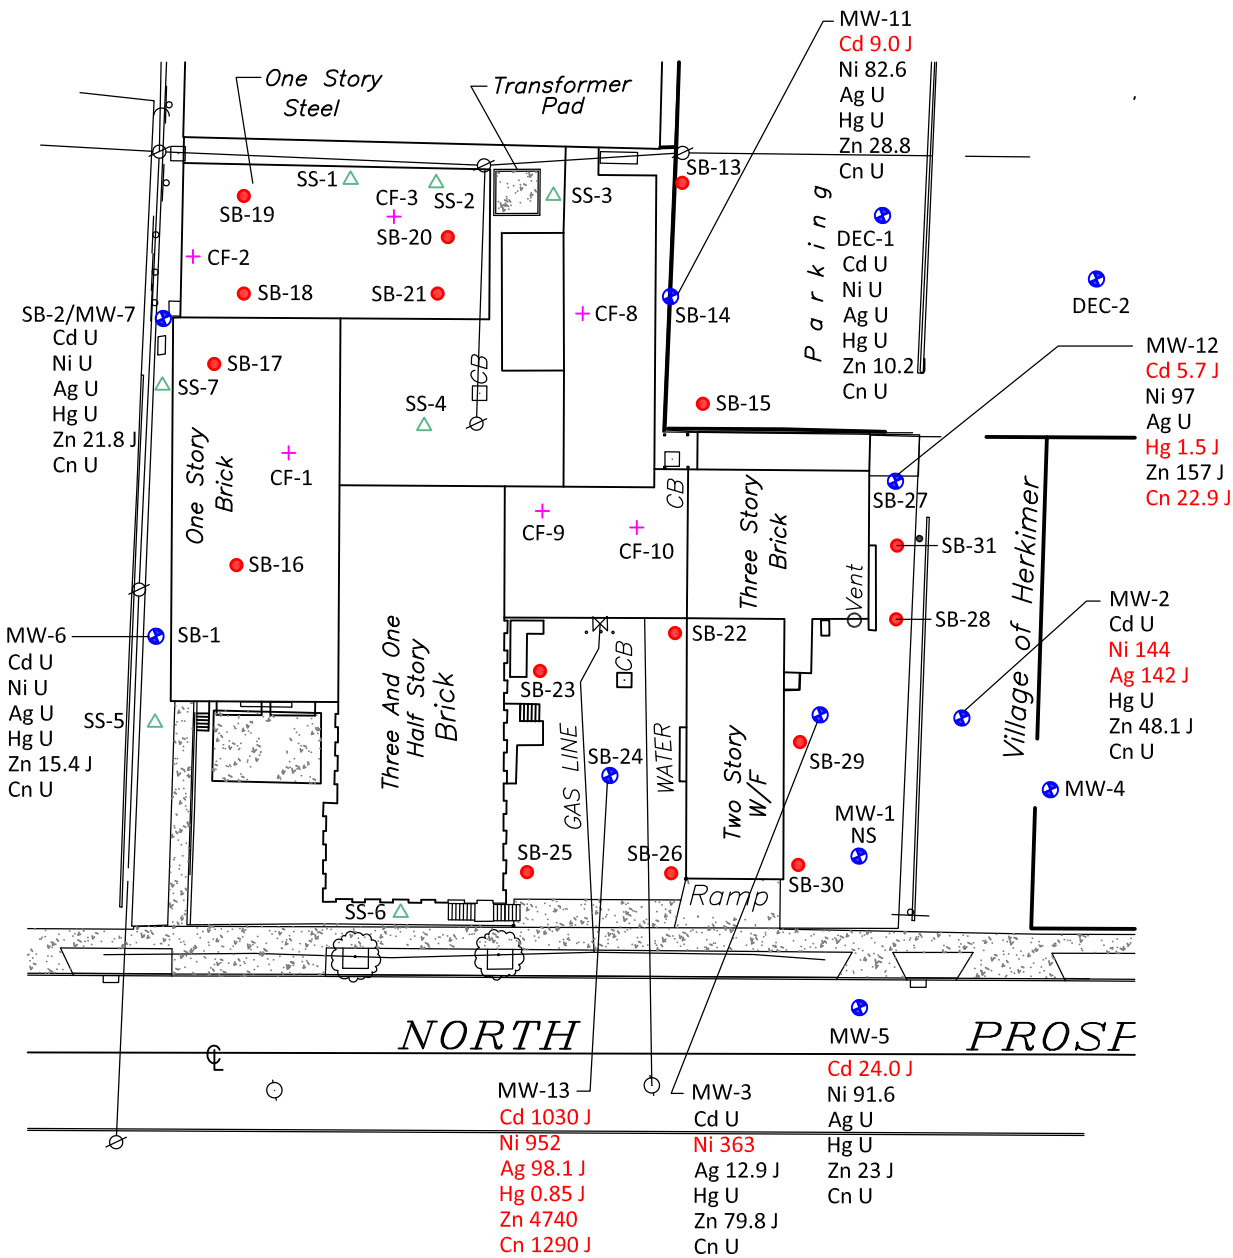 MW-11
Cd 9.0 J
Ni 82.6
Ag U
Hg U
Zn 28.8
Cn U
One Story
Steel
Transformer
Pad
SB-13
SS-1
SS-2
SS-3
CF-3
SB-19
SB-20
CF-2
SB-18
SB-21
CF-8
SB-14
Parking
DEC-1
Cd U
Ni U
Ag U
Hg U
Zn 10.2 J
Cn U
DEC-2
SB-2/MW-7
Cd U
Ni U
Ag U
Hg U
Zn 21.8 J
Cn U
SB-17
SS-7
CB
SS-4
SB-15
MW-12
Cd 5.7 J
Ni 97
Ag U
Hg 1.5 J
Zn 157 J
Cn 22.9 J
One Story
Brick
CF-1
SB-16
CF-9
CF-10
CB
Three Story
Brick
SB-27
SB-31
Vent
SB-28
Village of Herkimer
MW-6
Cd U
Ni U
Ag U
Hg U
Zn 15.4 J
Cn U
SB-1
SS-5
Three And One
Half Story
Brick
SB-22
SB-23
CB
GAS LINE
SB-24
WATER
Two Story
W/F
SB-29
MW-1
NS
MW-2
Cd U
Ni 144
Ag 142 J
Hg U
Zn 48.1 J
Cn U
MW-4
SB-25
SB-26
SB-30
Ramp
SS-6
NORTH PROSP
CL
MW-13
Cd 1030 J
Ni 952
Ag 98.1 J
Hg 0.85 J
Zn 4740
Cn 1290 J
MW-3
Cd U
Ni 363
Ag 12.9 J
Hg U
Zn 79.8 J
Cn U
MW-5
Cd 24.0 J
Ni 91.6
Ag U
Hg U
Zn 23 J
Cn U